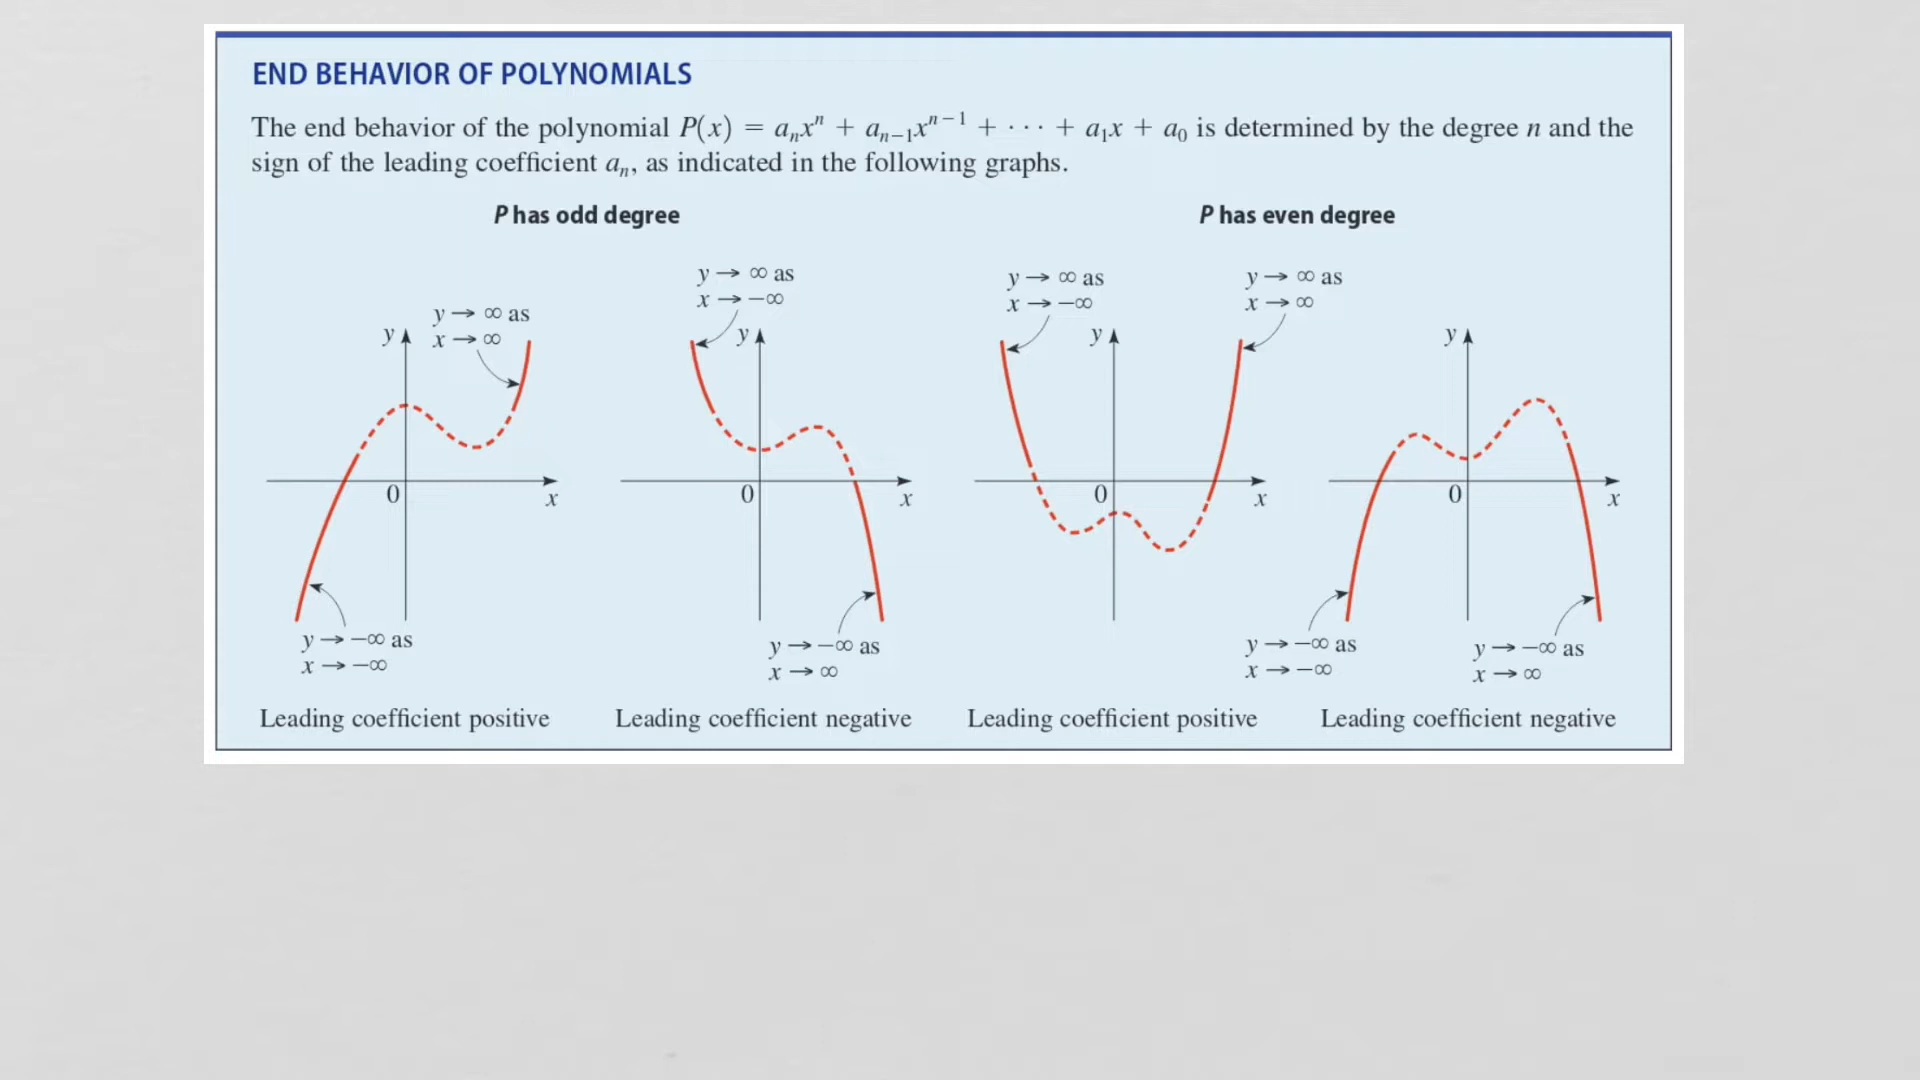 END BEHAVIOR OF POLYNOMIALS
The end behavior of the polynomial P(x) = aₙxⁿ + aₙ₋₁xⁿ⁻¹ + · · · + a₁x + a₀ is determined by the degree n and the
sign of the leading coefficient aₙ, as indicated in the following graphs.
P has odd degree
y → ∞ as
x → ∞
y
0
x
y → −∞ as
x → −∞
Leading coefficient positive
y → ∞ as
x → −∞
y
0
x
y → −∞ as
x → ∞
Leading coefficient negative
P has even degree
y → ∞ as
x → −∞
y → ∞ as
x → ∞
y
0
x
Leading coefficient positive
y
0
x
y → −∞ as
x → −∞
y → −∞ as
x → ∞
Leading coefficient negative